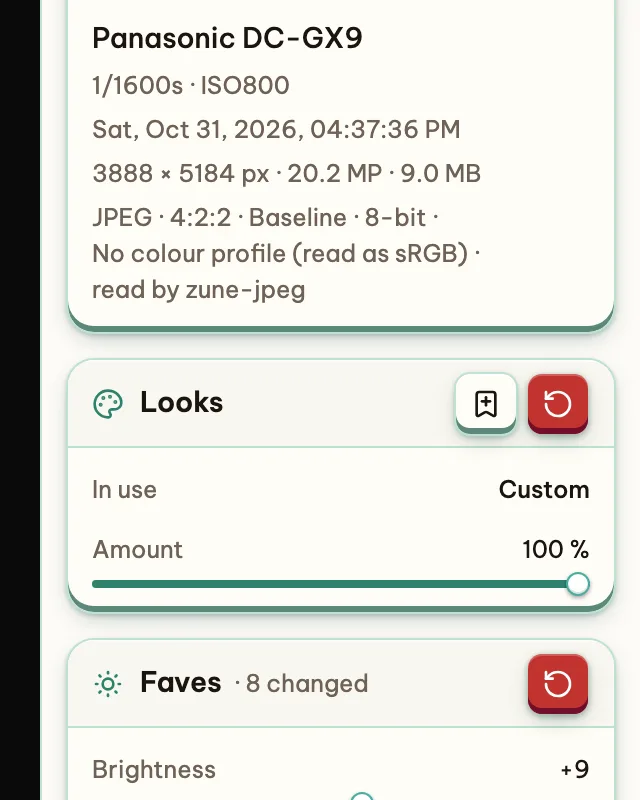 Panasonic DC-GX9
1/1600s · ISO800
Sat, Oct 31, 2026, 04:37:36 PM
3888 × 5184 px · 20.2 MP · 9.0 MB
JPEG · 4:2:2 · Baseline · 8-bit ·
No colour profile (read as sRGB) ·
read by zune-jpeg
Looks
In use Custom
Amount 100 %
Faves · 8 changed
Brightness +9